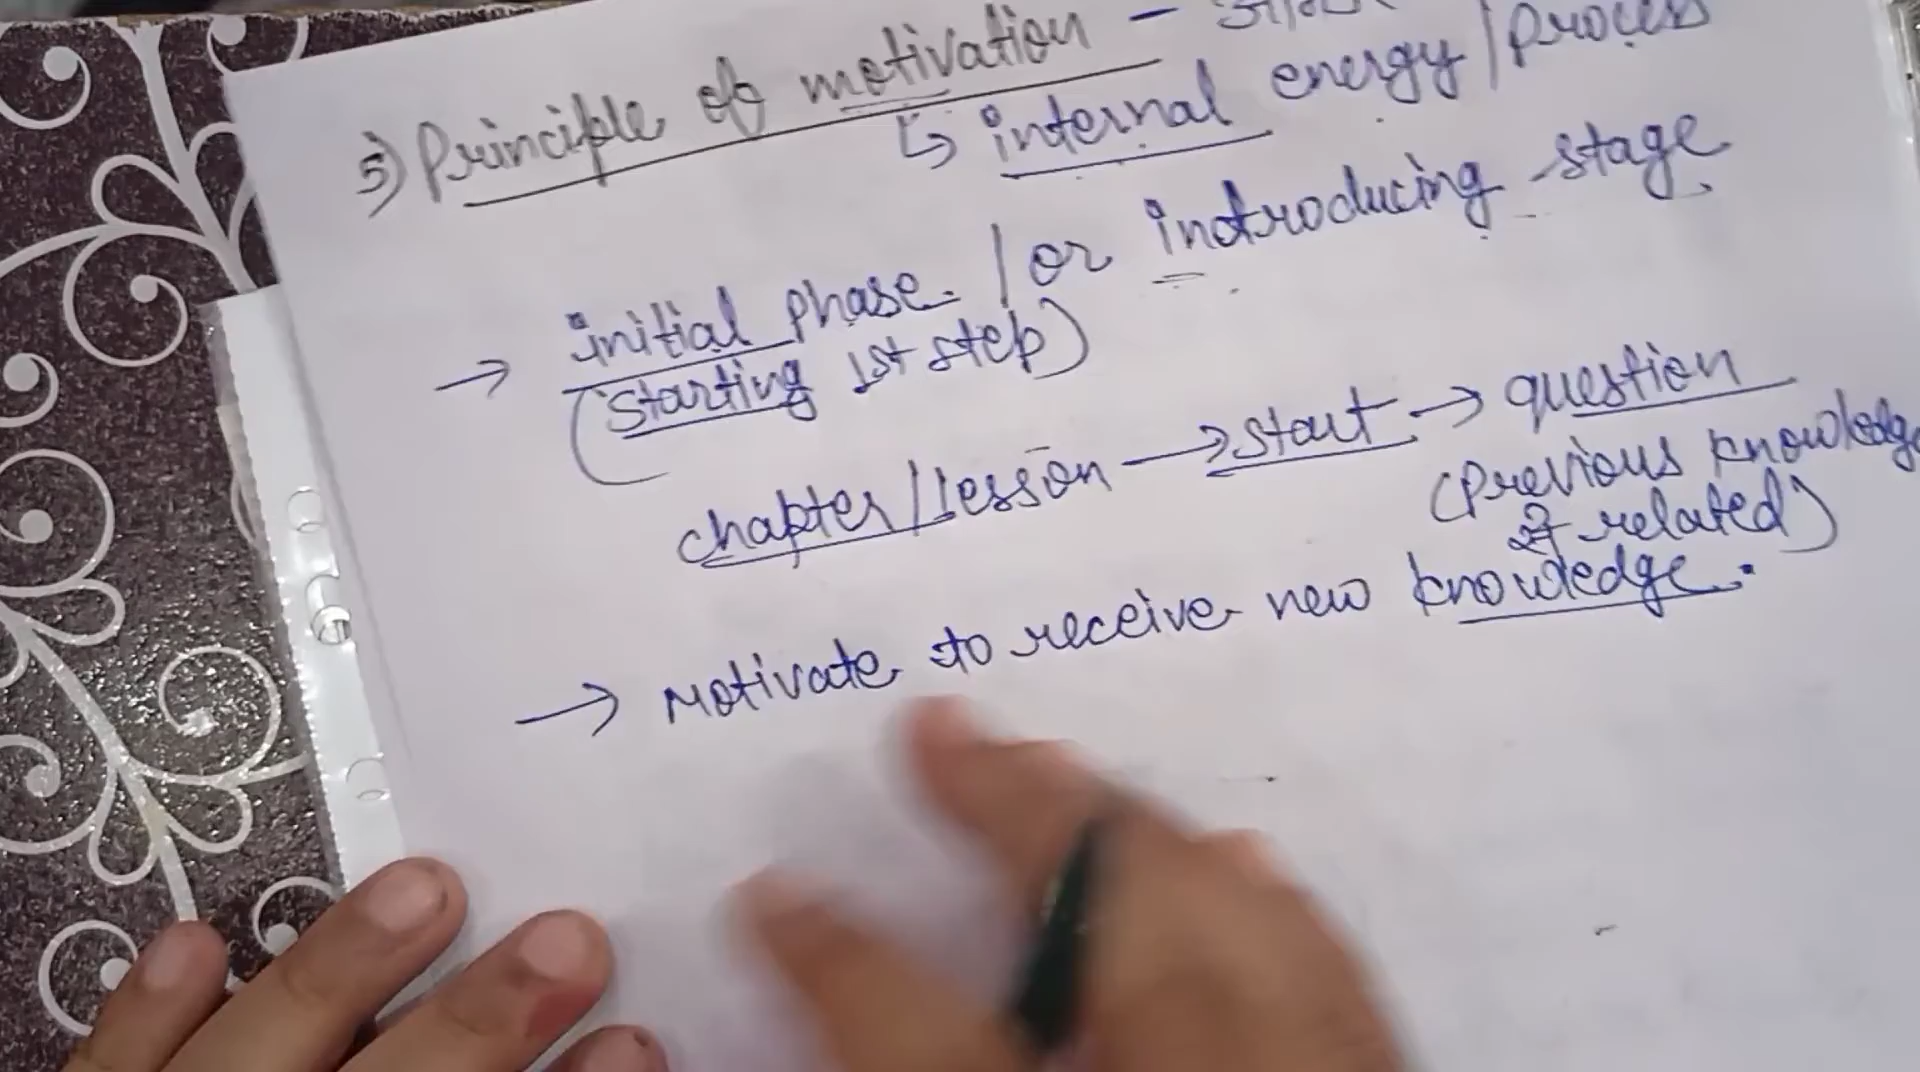 5) Principle of motivation –
↳ internal energy / process
→ initial phase. / or introducing stage
(starting 1st step)
chapter / lesson → start → question
(previous knowledge
से related)
→ Motivate to receive new knowledge.